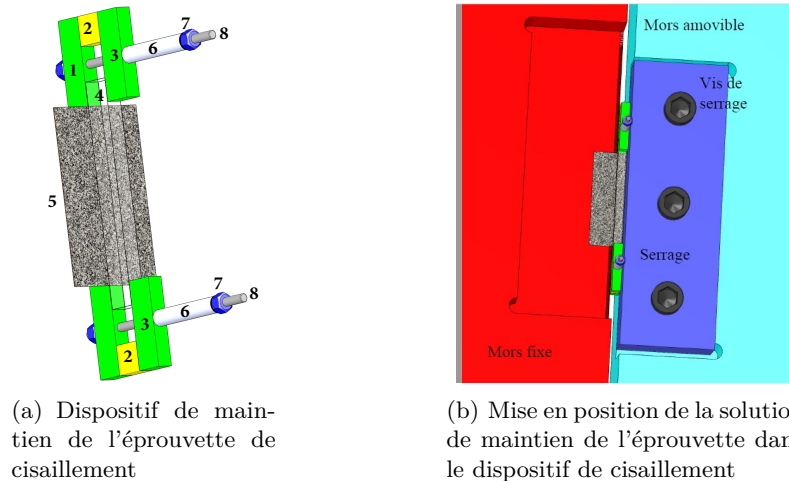 2
7
8
6
3
1
4
5
7
8
6
3
2
Mors amovible
Vis de
serrage
Serrage
Mors fixe
(a) Dispositif de main-
tien de l'éprouvette de
cisaillement
(b) Mise en position de la solution
de maintien de l'éprouvette dan
le dispositif de cisaillement